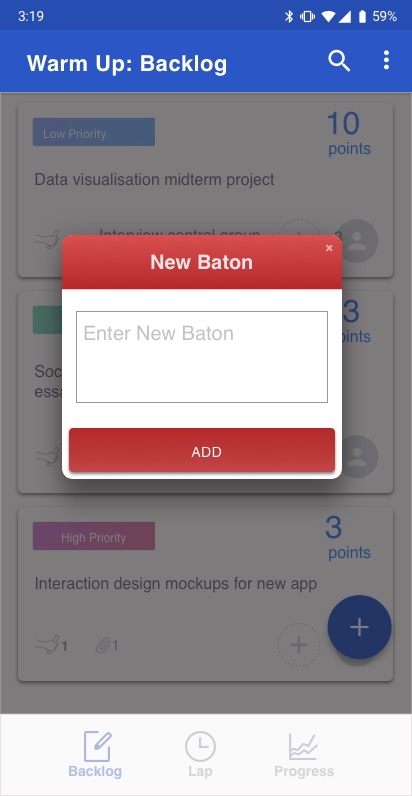 3:19
59%
Warm Up: Backlog
Low Priority
10
points
Data visualisation midterm project
Interview control group
×
New Baton
Enter New Baton
3
Soc
essa
ADD
High Priority
3
points
Interaction design mockups for new app
1
1
+
+
Backlog
Lap
Progress